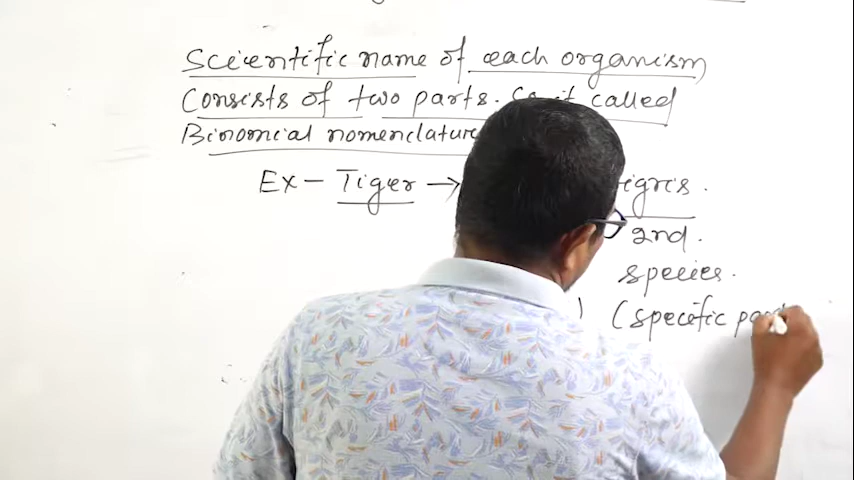 Scientific name of each organism
Consists of two parts. So it called
Binomial nomenclature
Ex - Tiger → tigris.
2nd.
species.
) (specific part